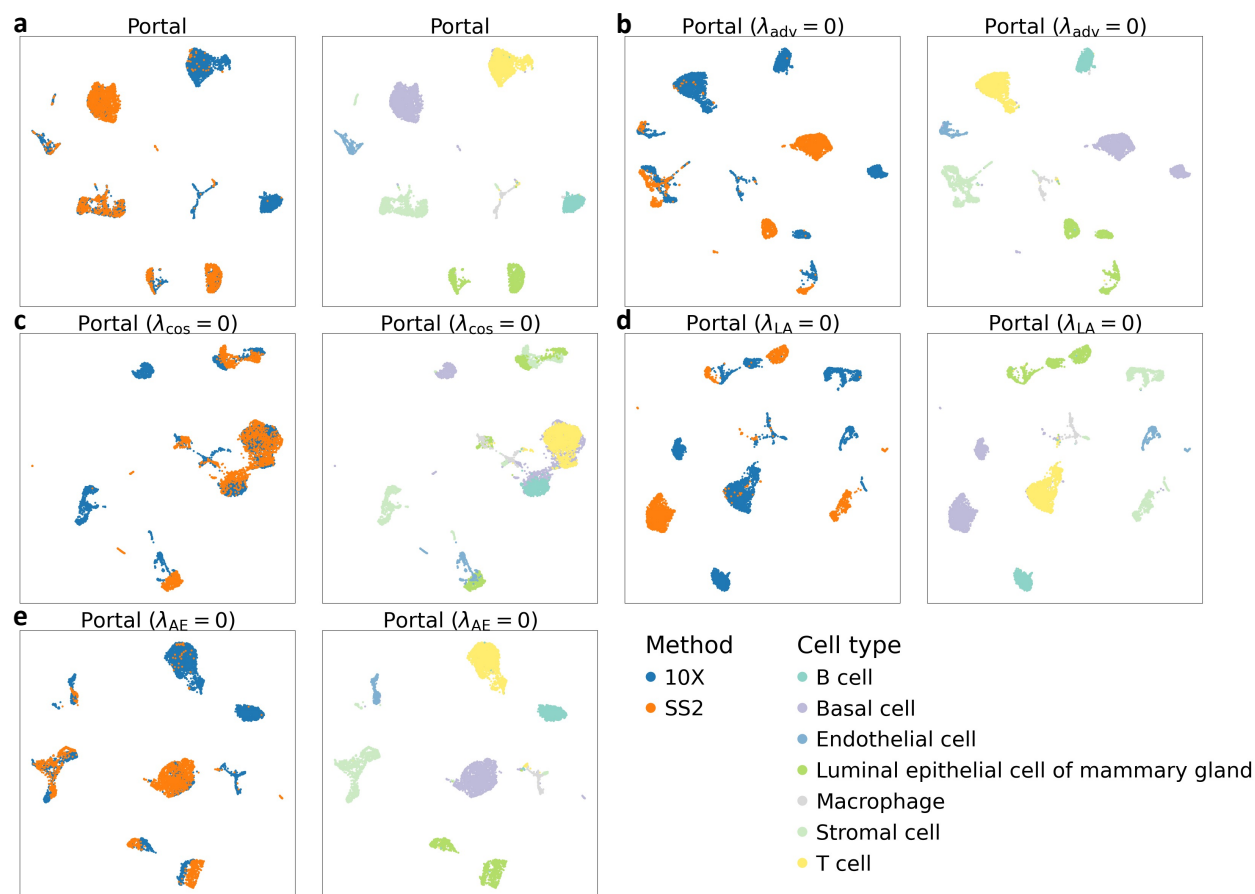 a
Portal
Portal
b
Portal (λadv = 0)
Portal (λadv = 0)
c
Portal (λcos = 0)
Portal (λcos = 0)
d
Portal (λLA = 0)
Portal (λLA = 0)
e
Portal (λAE = 0)
Portal (λAE = 0)
Method
10X
SS2
Cell type
B cell
Basal cell
Endothelial cell
Luminal epithelial cell of mammary gland
Macrophage
Stromal cell
T cell